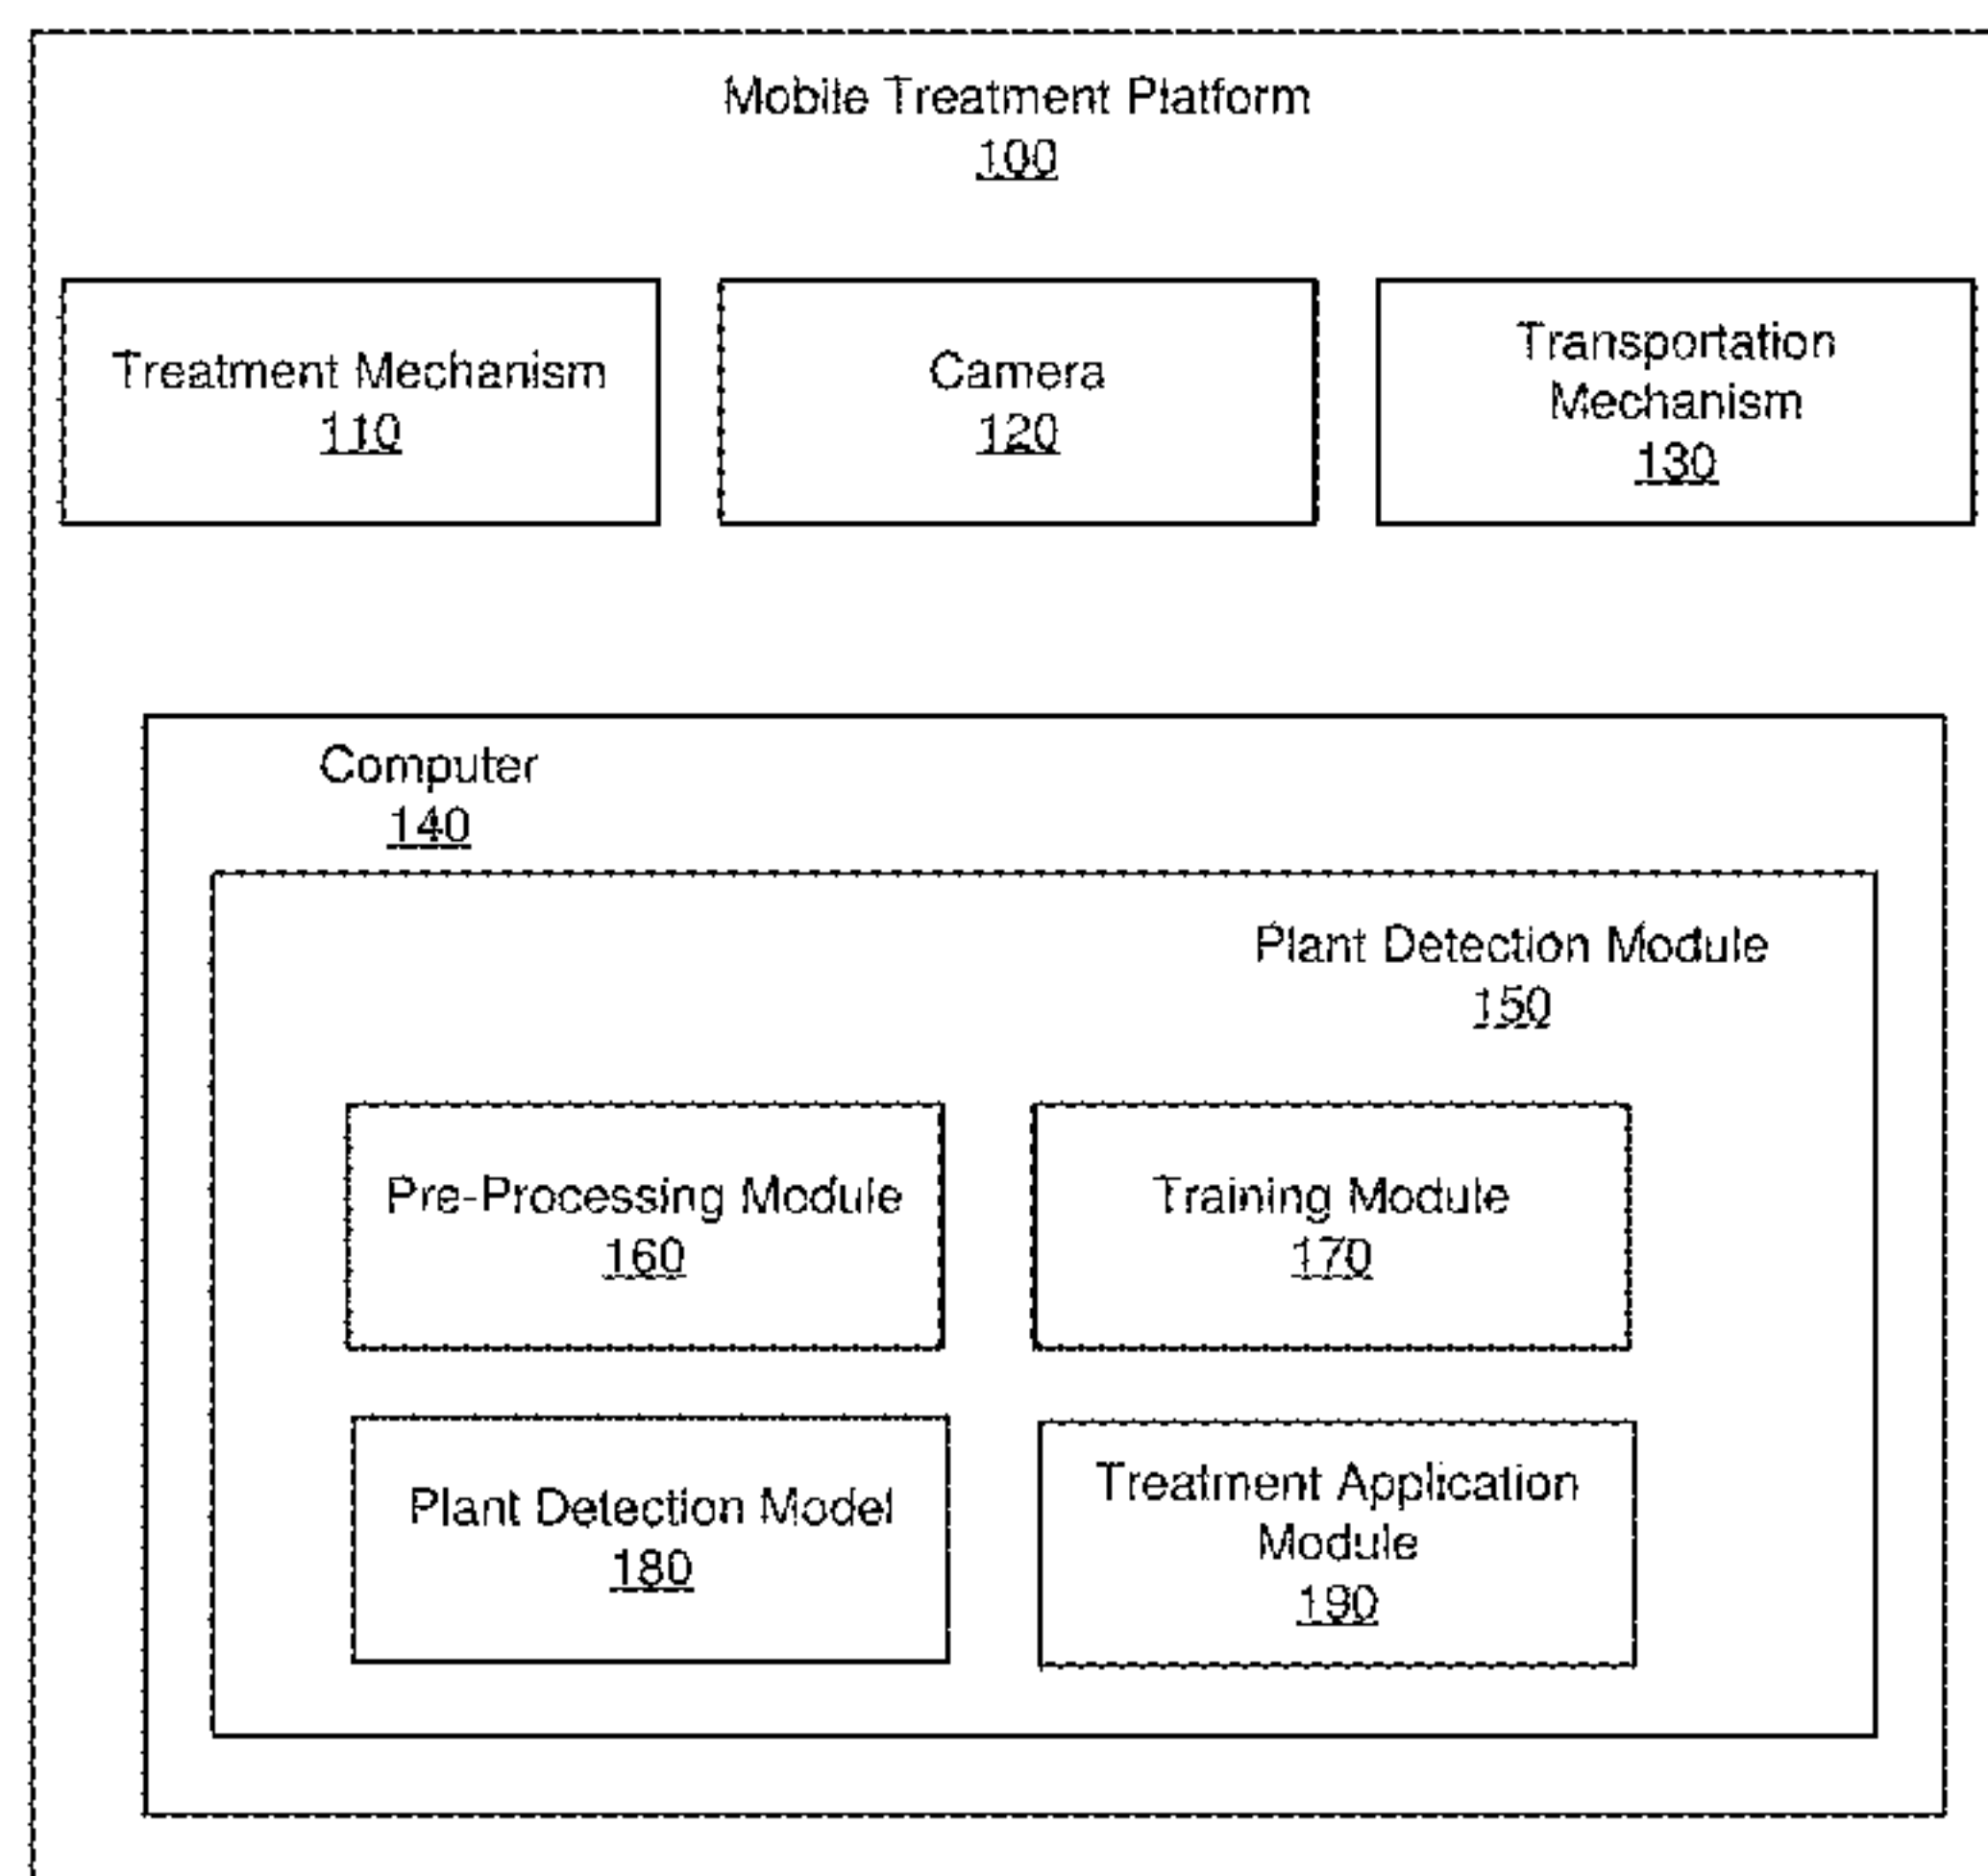 Mobile Treatment Platform
100
Treatment Mechanism
110
Camera
120
Transportation
Mechanism
130
Computer
140
Plant Detection Module
150
Pre-Processing Module
160
Training Module
170
Plant Detection Model
180
Treatment Application
Module
190